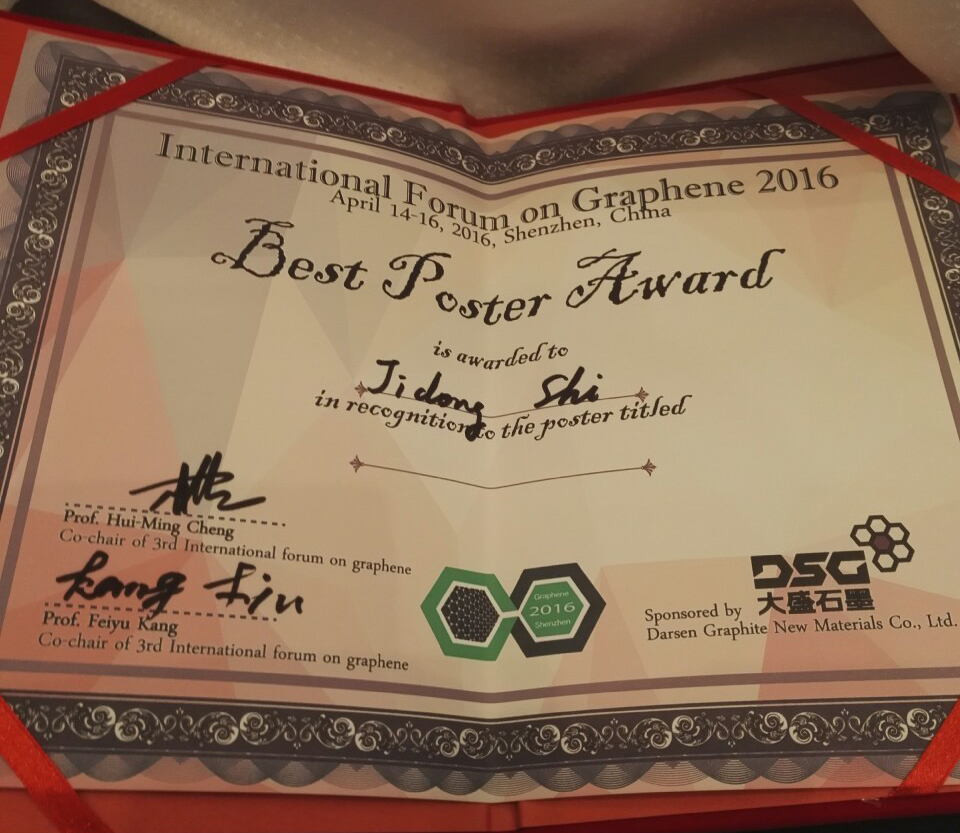 International Forum on Graphene 2016
April 14-16, 2016, Shenzhen, China
Best Poster Award
is awarded to
Jidong Shi
in recognition to the poster titled
Prof. Hui-Ming Cheng
Co-chair of 3rd International forum on graphene
Prof. Feiyu Kang
Co-chair of 3rd International forum on graphene
Graphene
2016
Shenzhen
DSG
大盛石墨
Sponsored by
Darsen Graphite New Materials Co., Ltd.